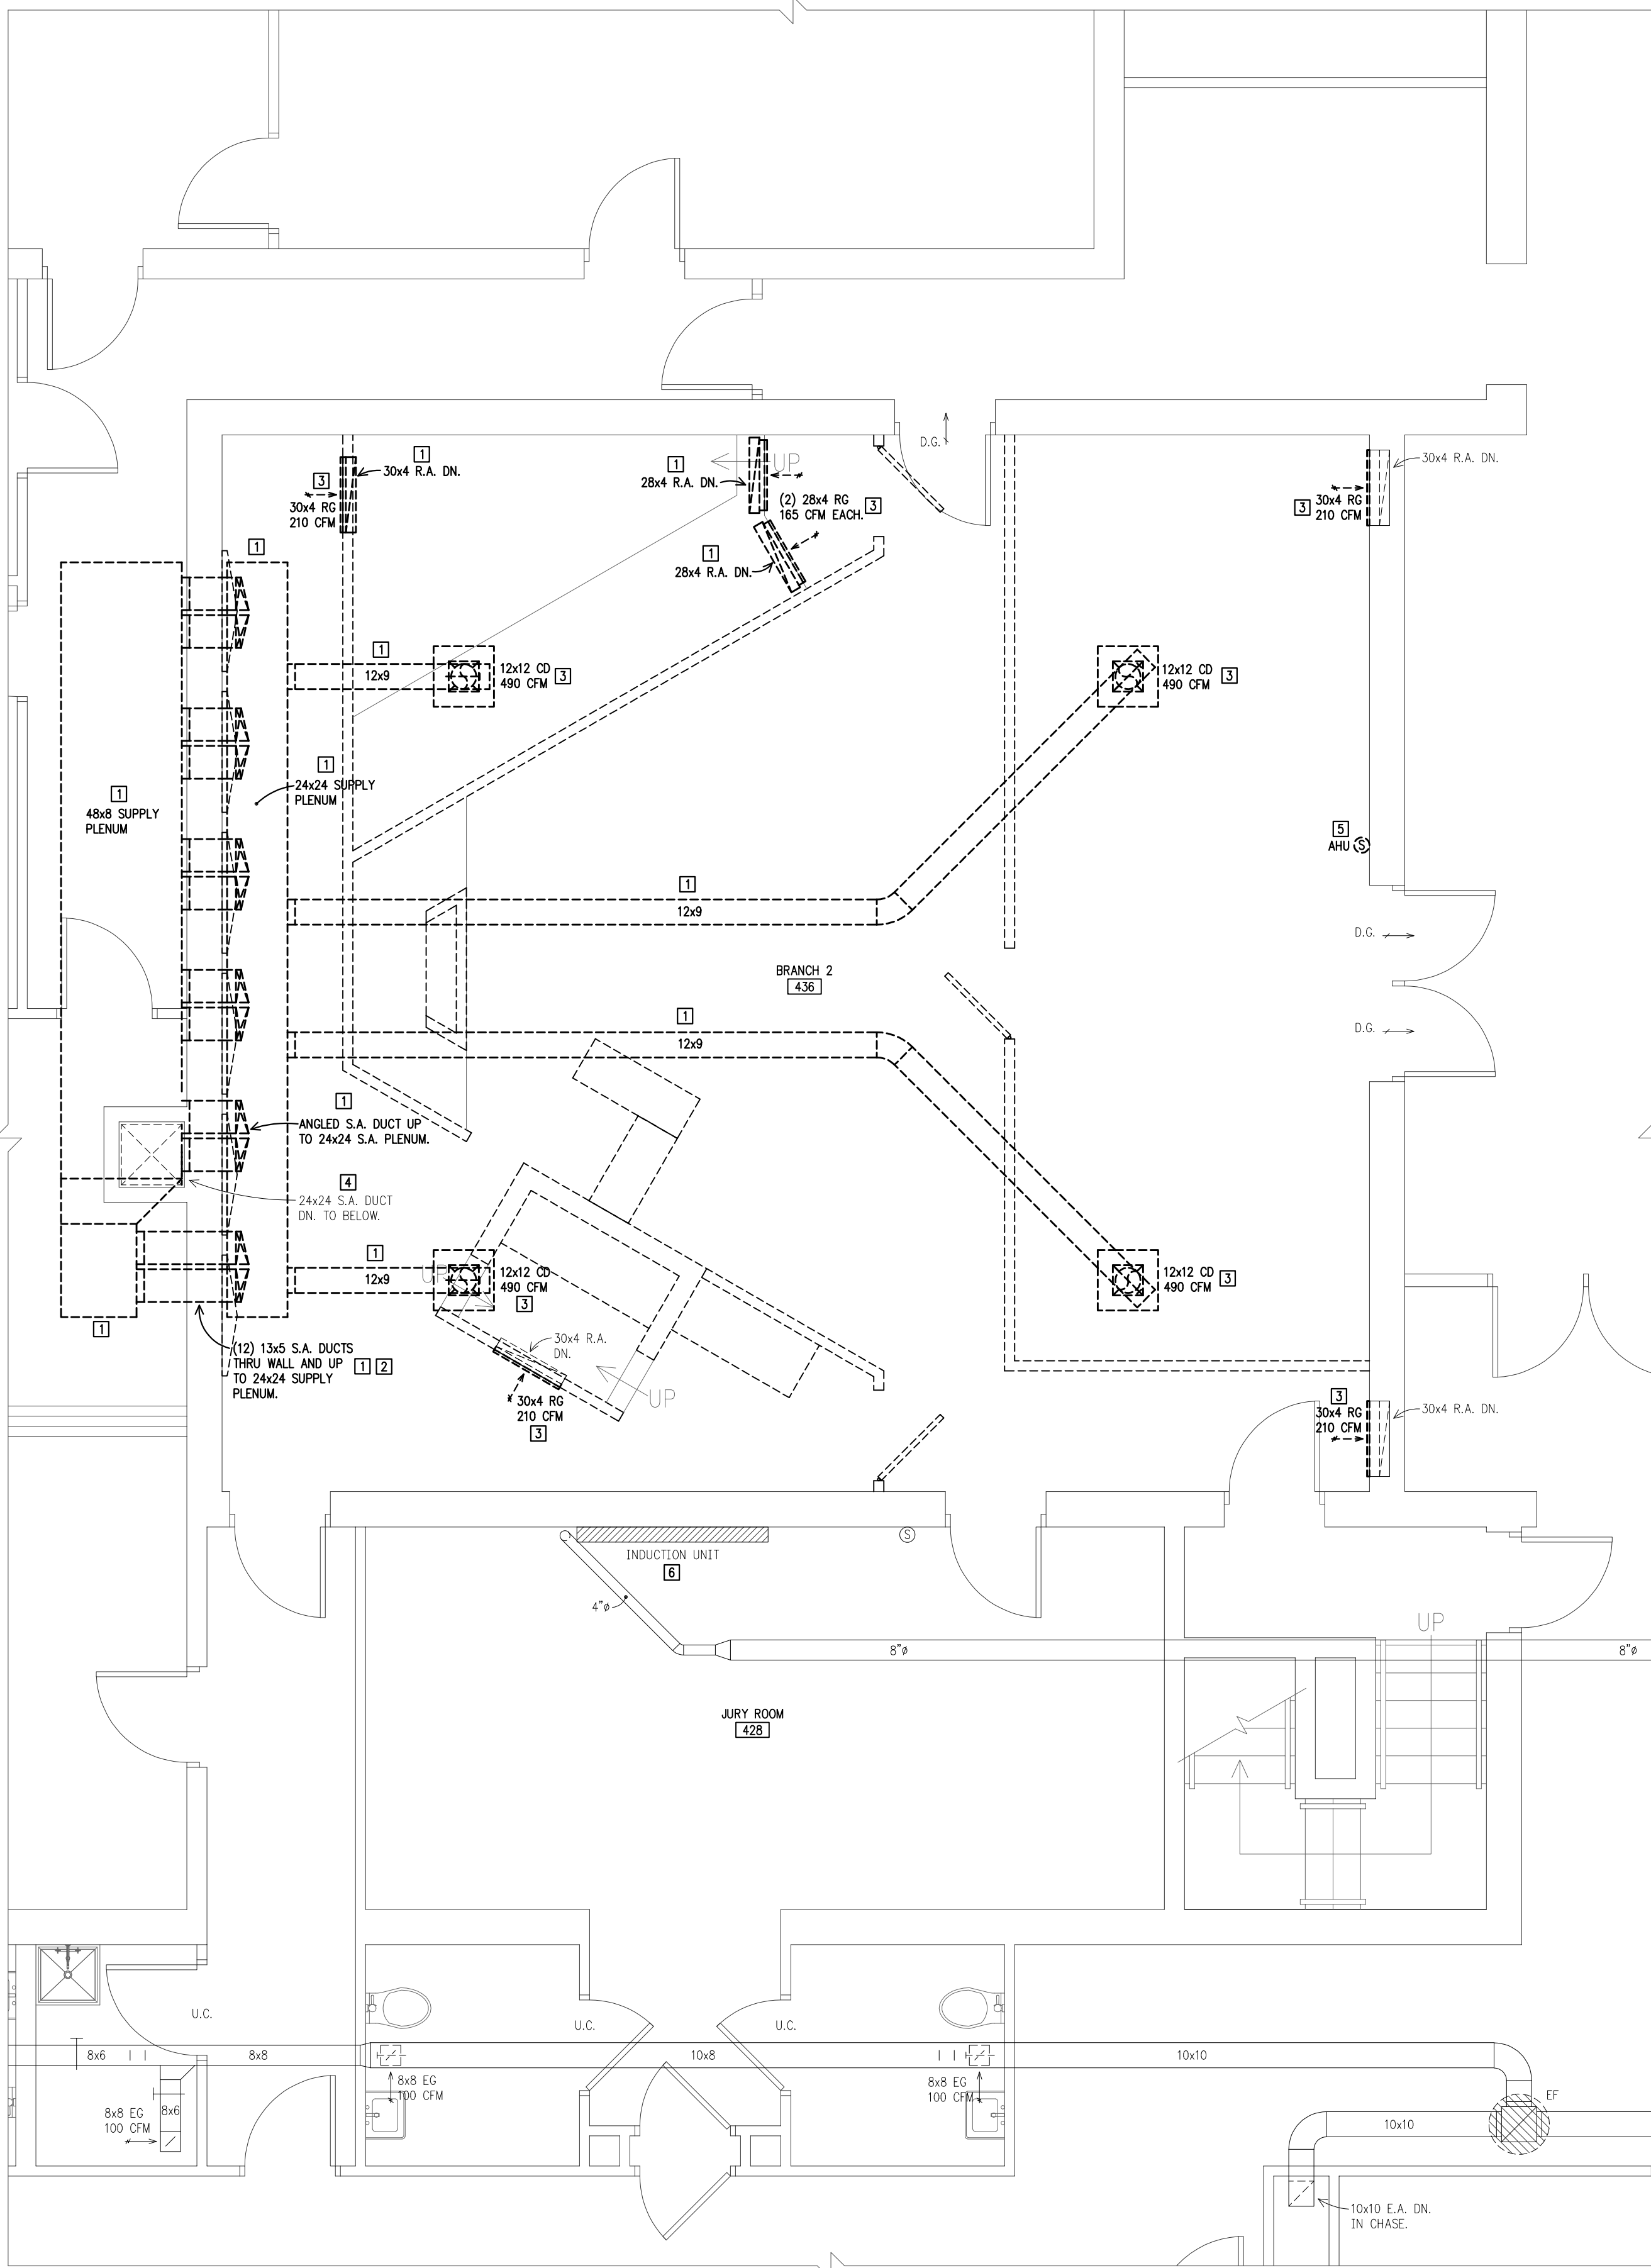 D.G.
1
30x4 R.A. DN.
3
30x4 RG
210 CFM
1
28x4 R.A. DN.
UP
(2) 28x4 RG
165 CFM EACH.
3
1
28x4 R.A. DN.
30x4 R.A. DN.
3
30x4 RG
210 CFM
1
1
12x9
12x12 CD
490 CFM
3
12x12 CD
490 CFM
3
1
24x24 SUPPLY
PLENUM
1
48x8 SUPPLY
PLENUM
5
AHU
S
1
12x9
D.G.
BRANCH 2
436
1
12x9
D.G.
1
ANGLED S.A. DUCT UP
TO 24x24 S.A. PLENUM.
4
24x24 S.A. DUCT
DN. TO BELOW.
1
12x9
UP
12x12 CD
490 CFM
3
12x12 CD
490 CFM
3
1
(12) 13x5 S.A. DUCTS
THRU WALL AND UP
TO 24x24 SUPPLY
PLENUM.
1
2
30x4 R.A.
DN.
UP
30x4 RG
210 CFM
3
3
30x4 RG
210 CFM
30x4 R.A. DN.
INDUCTION UNIT
6
S
4"ø
8"ø
8"ø
UP
JURY ROOM
428
U.C.
U.C.
U.C.
8x6
8x8
10x8
10x10
8x8 EG
100 CFM
8x8 EG
100 CFM
8x8 EG
100 CFM
8x6
EF
10x10
10x10 E.A. DN.
IN CHASE.